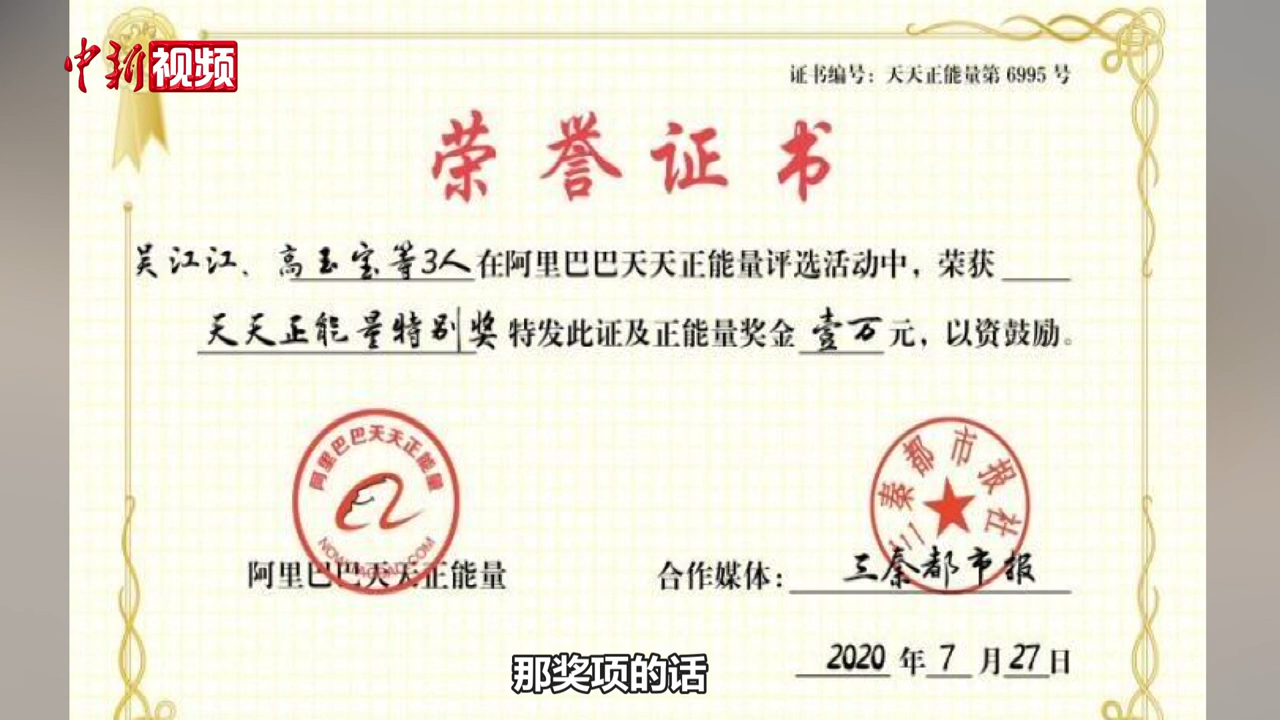 中新视频
证书编号：天天正能量第 6995 号
荣誉证书
吴江江、高玉宝等3人在阿里巴巴天天正能量评选活动中，荣获
天天正能量特别奖特发此证及正能量奖金壹万元，以资鼓励。
阿里巴巴天天正能量
三秦都市报社
阿里巴巴天天正能量
合作媒体：三秦都市报
2020 年 7 月 27 日
那奖项的话